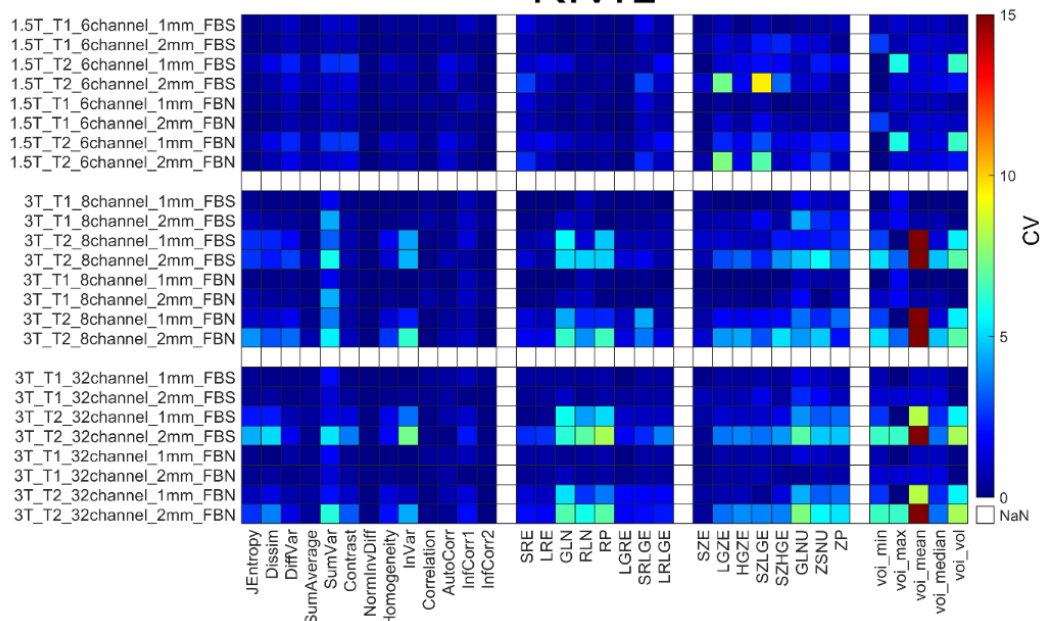 1.5T_T1_6channel_1mm_FBS
1.5T_T1_6channel_2mm_FBS
1.5T_T2_6channel_1mm_FBS
1.5T_T2_6channel_2mm_FBS
1.5T_T1_6channel_1mm_FBN
1.5T_T1_6channel_2mm_FBN
1.5T_T2_6channel_1mm_FBN
1.5T_T2_6channel_2mm_FBN
3T_T1_8channel_1mm_FBS
3T_T1_8channel_2mm_FBS
3T_T2_8channel_1mm_FBS
3T_T2_8channel_2mm_FBS
3T_T1_8channel_1mm_FBN
3T_T1_8channel_2mm_FBN
3T_T2_8channel_1mm_FBN
3T_T2_8channel_2mm_FBN
3T_T1_32channel_1mm_FBS
3T_T1_32channel_2mm_FBS
3T_T2_32channel_1mm_FBS
3T_T2_32channel_2mm_FBS
3T_T1_32channel_1mm_FBN
3T_T1_32channel_2mm_FBN
3T_T2_32channel_1mm_FBN
3T_T2_32channel_2mm_FBN
JEntropy
Dissim
DiffVar
SumAverage
SumVar
Contrast
NormInvDiff
Homogeneity
InVar
Correlation
AutoCorr
InfCorr1
InfCorr2
SRE
LRE
GLN
RLN
RP
LGRE
SRLGE
LRLGE
SZE
LGZE
HGZE
SZLGE
SZHGE
GLNU
ZSNU
ZP
voi_min
voi_max
voi_mean
voi_median
voi_vol
15
10
5
0
NaN
CV